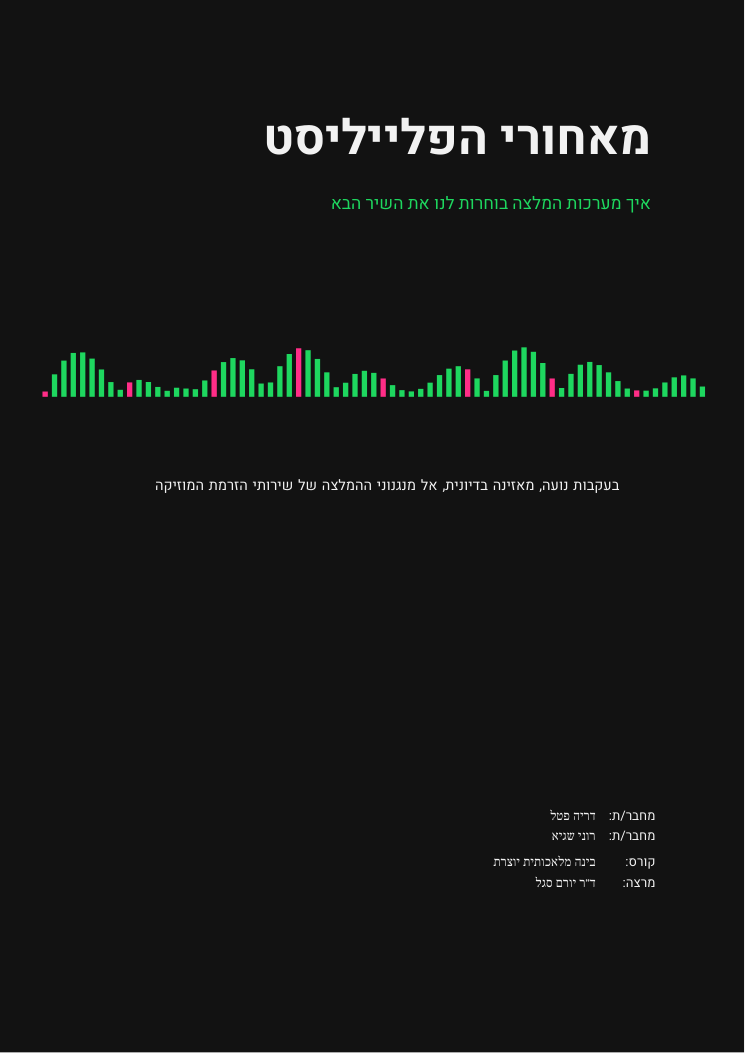 מאחורי הפלייליסט
איך מערכות המלצה בוחרות לנו את השיר הבא
בעקבות נועה, מאזינה בדיונית, אל מנגנוני ההמלצה של שירותי הזרמת המוזיקה
מחבר/ת: דריה פטל
מחבר/ת: רוני שגיא
קורס: בינה מלאכותית יוצרת
מרצה: ד״ר יורם סגל